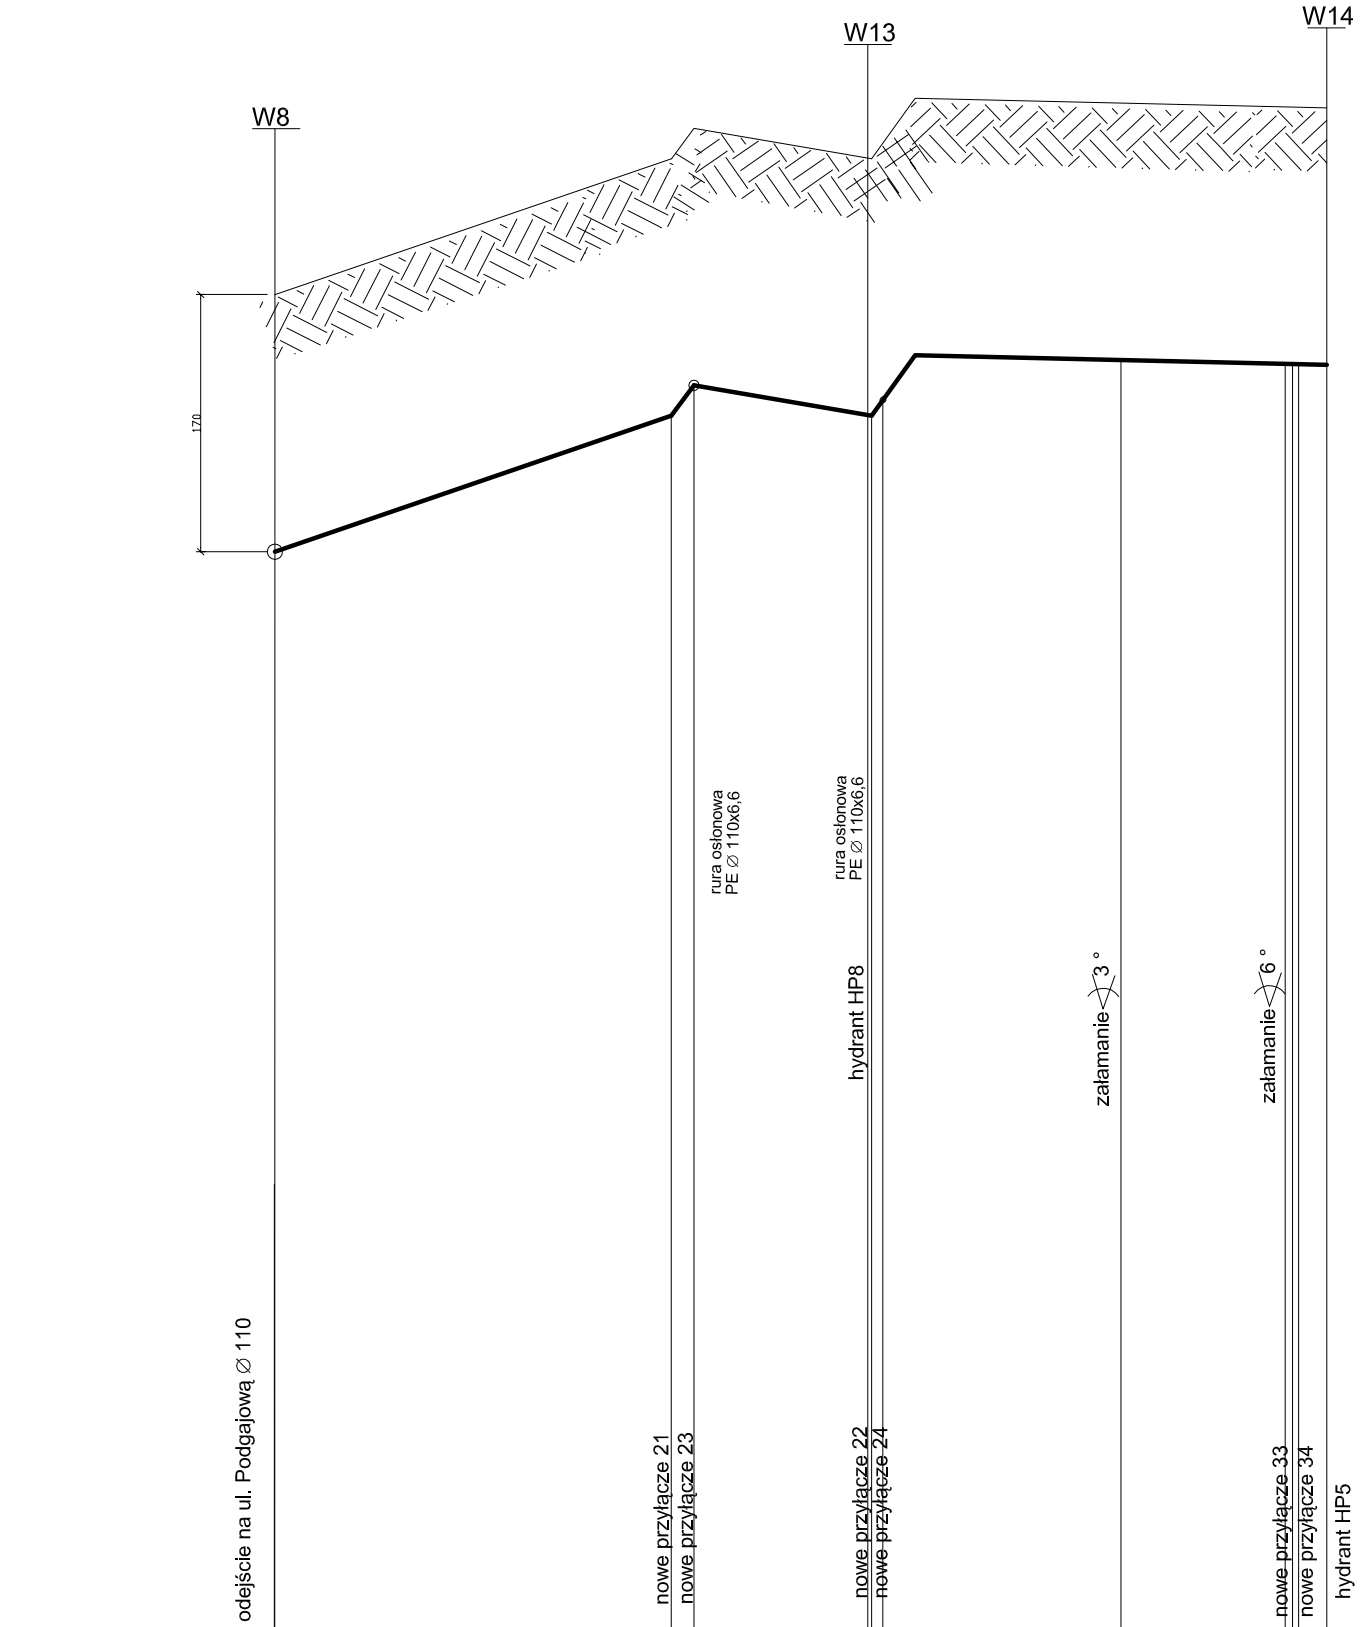 W14
W13
W8
170
rura osłonowa
PE ∅ 110x6,6
rura osłonowa
PE ∅ 110x6,6
hydrant HP8
załamanie 3 °
załamanie 6 °
odejście na ul. Podgajową ∅ 110
nowe przyłącze 21
nowe przyłącze 23
nowe przyłącze 22
nowe przyłącze 24
nowe przyłącze 33
nowe przyłącze 34
hydrant HP5